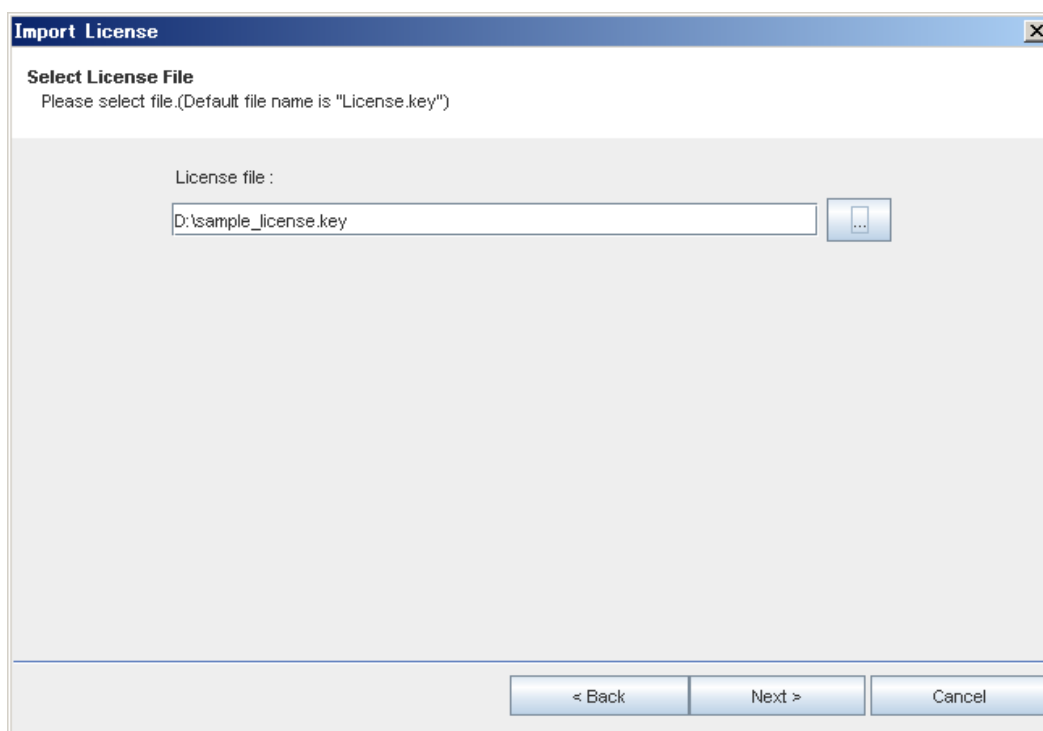 Import License
Select License File
Please select file.(Default file name is "License.key")
License file :
D:\sample_license.key
...
< Back
Next >
Cancel